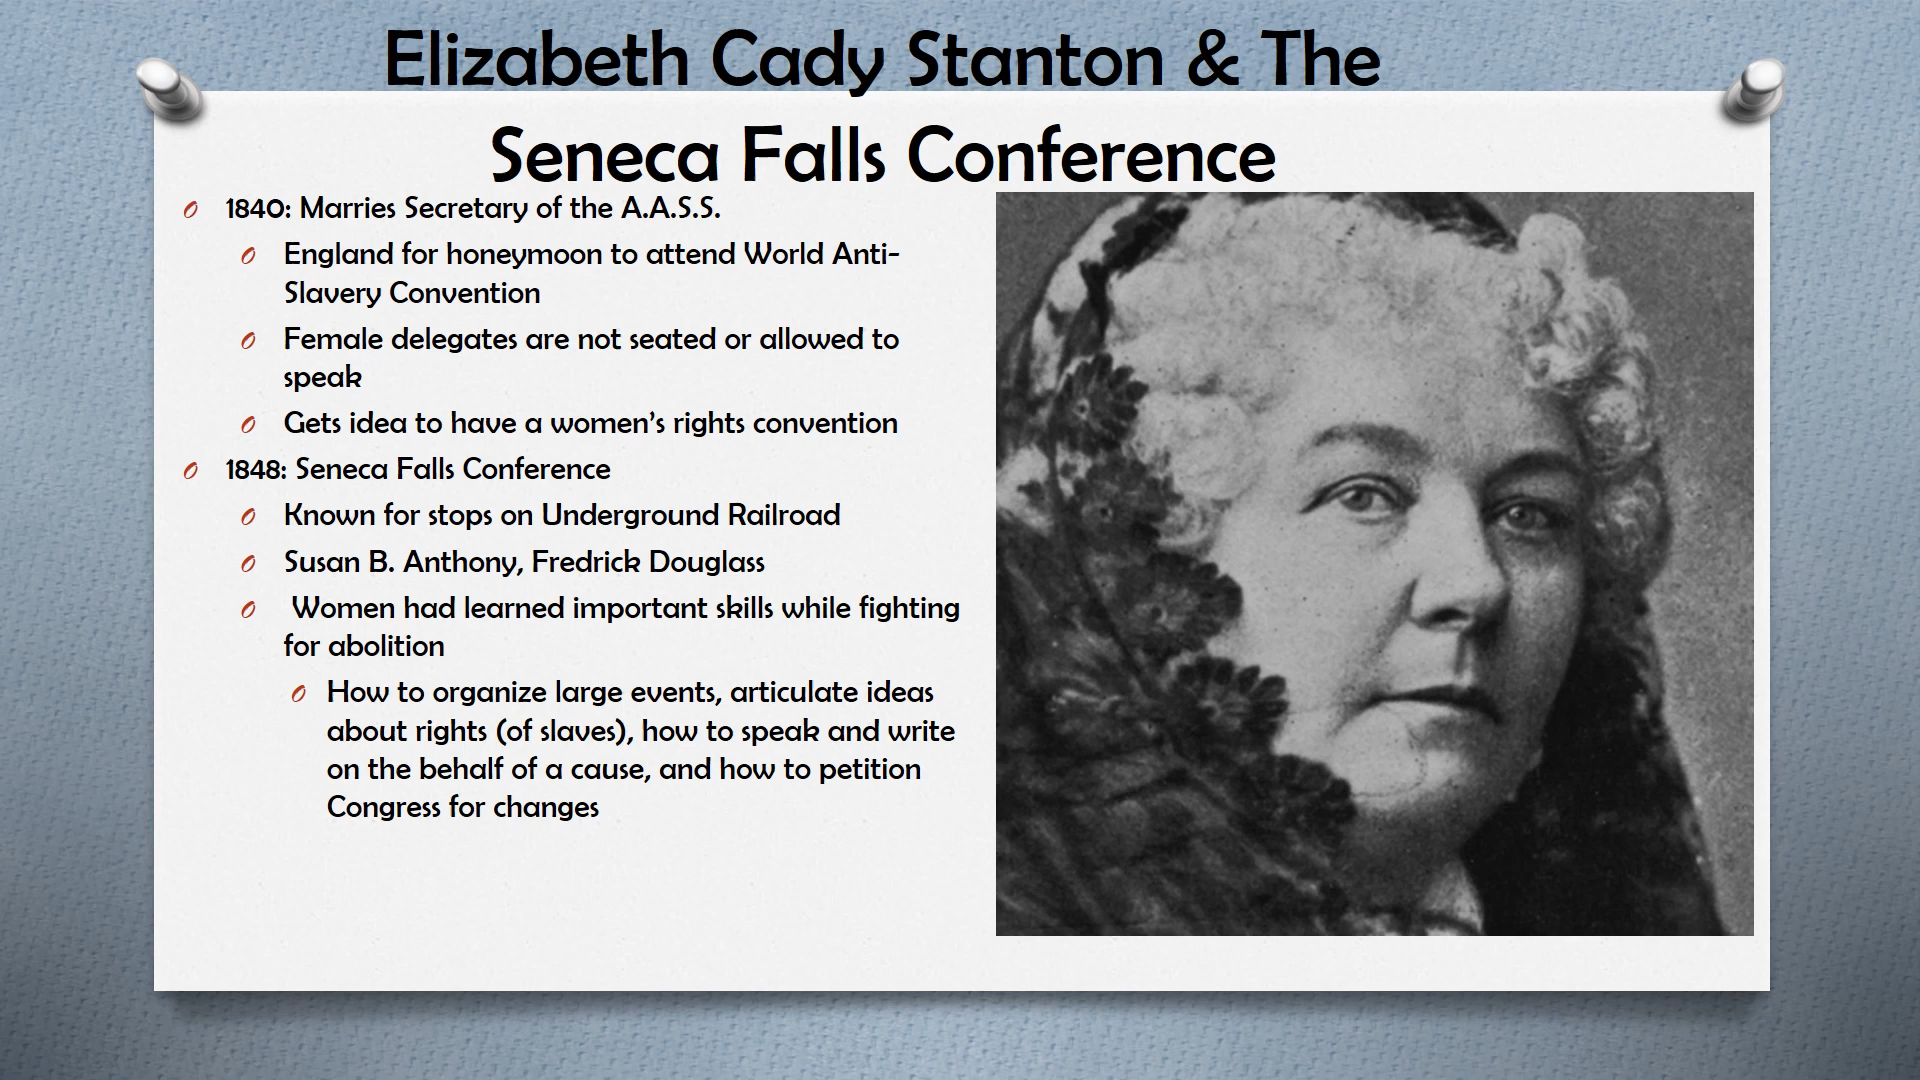 Elizabeth Cady Stanton & The
Seneca Falls Conference
1840: Marries Secretary of the A.A.S.S.
England for honeymoon to attend World Anti-
Slavery Convention
Female delegates are not seated or allowed to
speak
Gets idea to have a women’s rights convention
1848: Seneca Falls Conference
Known for stops on Underground Railroad
Susan B. Anthony, Fredrick Douglass
Women had learned important skills while fighting
for abolition
How to organize large events, articulate ideas
about rights (of slaves), how to speak and write
on the behalf of a cause, and how to petition
Congress for changes